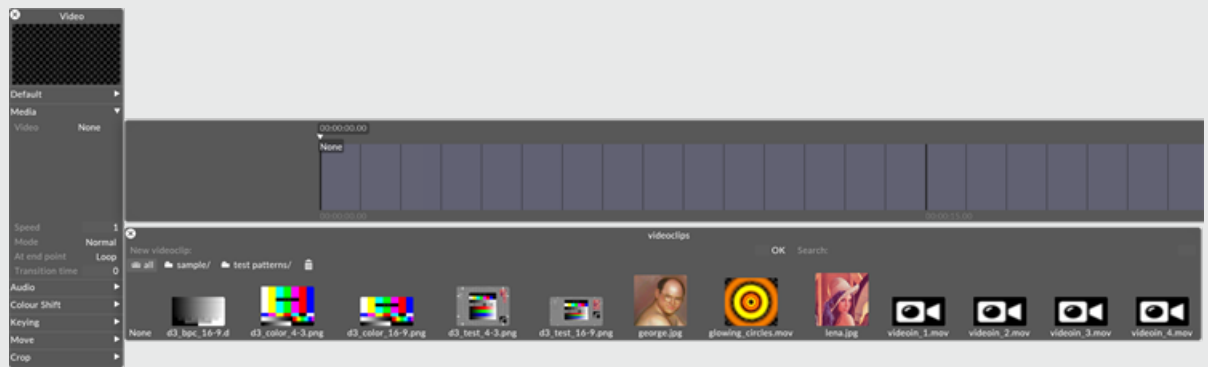 Video
Default
Media
Video None
Speed 1
Mode Normal
At end point Loop
Transition time 0
Audio
Colour Shift
Keying
Move
Crop
00:00:00.00
None
00:00:00.00 00:00:15.00
videoclips
New videoclip: OK Search:
all sample/ test patterns/
None d3_bpc_16-9.d d3_color_4-3.png d3_color_16-9.png d3_test_4-3.png d3_test_16-9.png george.jpg glowing_circles.mov lena.jpg videoin_1.mov videoin_2.mov videoin_3.mov videoin_4.mov